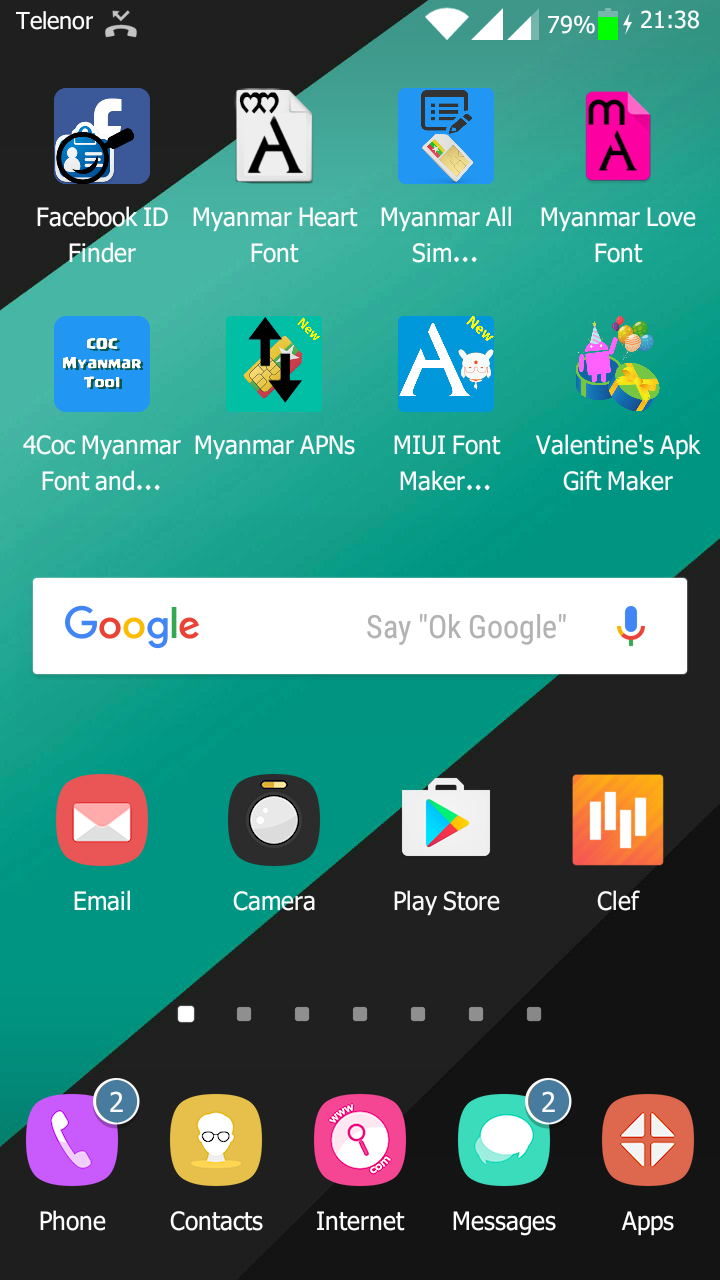 Telenor 79% 21:38
Facebook ID Finder
Myanmar Heart Font
Myanmar All Sim...
Myanmar Love Font
New
New
COC
Myanmar
Tool
4Coc Myanmar Font and...
Myanmar APNs
MIUI Font Maker...
Valentine's Apk Gift Maker
Google Say "Ok Google"
Email Camera Play Store Clef
2 2
www
com
Phone Contacts Internet Messages Apps